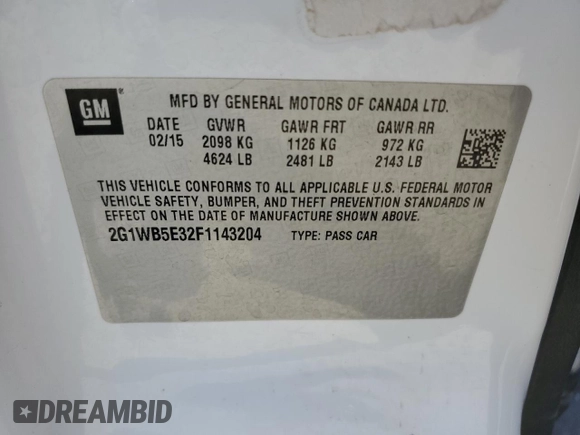 GM
MFD BY GENERAL MOTORS OF CANADA LTD.
DATE GVWR GAWR FRT GAWR RR
02/15 2098 KG 1126 KG 972 KG
4624 LB 2481 LB 2143 LB
THIS VEHICLE CONFORMS TO ALL APPLICABLE U.S. FEDERAL MOTOR
VEHICLE SAFETY, BUMPER, AND THEFT PREVENTION STANDARDS IN
EFFECT ON THE DATE OF MANUFACTURE SHOWN ABOVE.
2G1WB5E32F1143204 TYPE: PASS CAR
DREAMBID